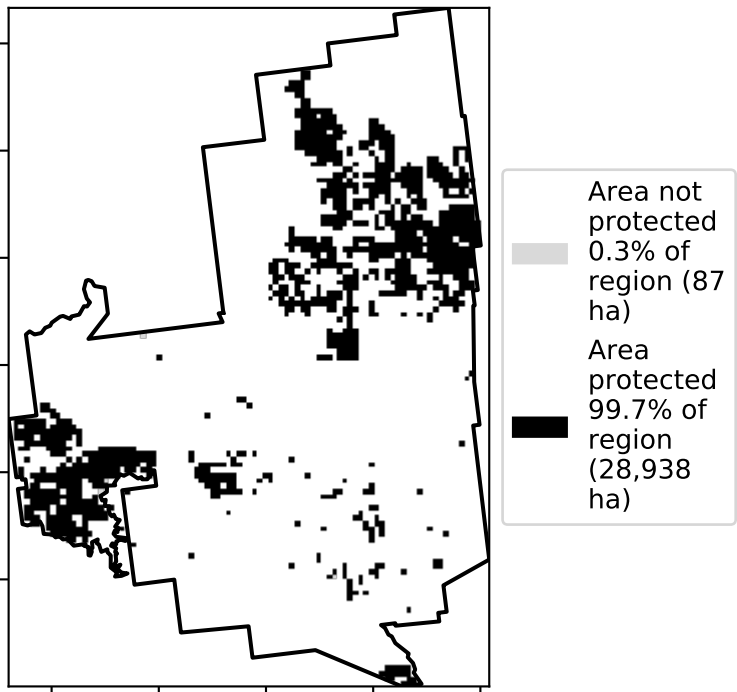 Area not
protected
0.3% of
region (87
ha)
Area
protected
99.7% of
region
(28,938
ha)